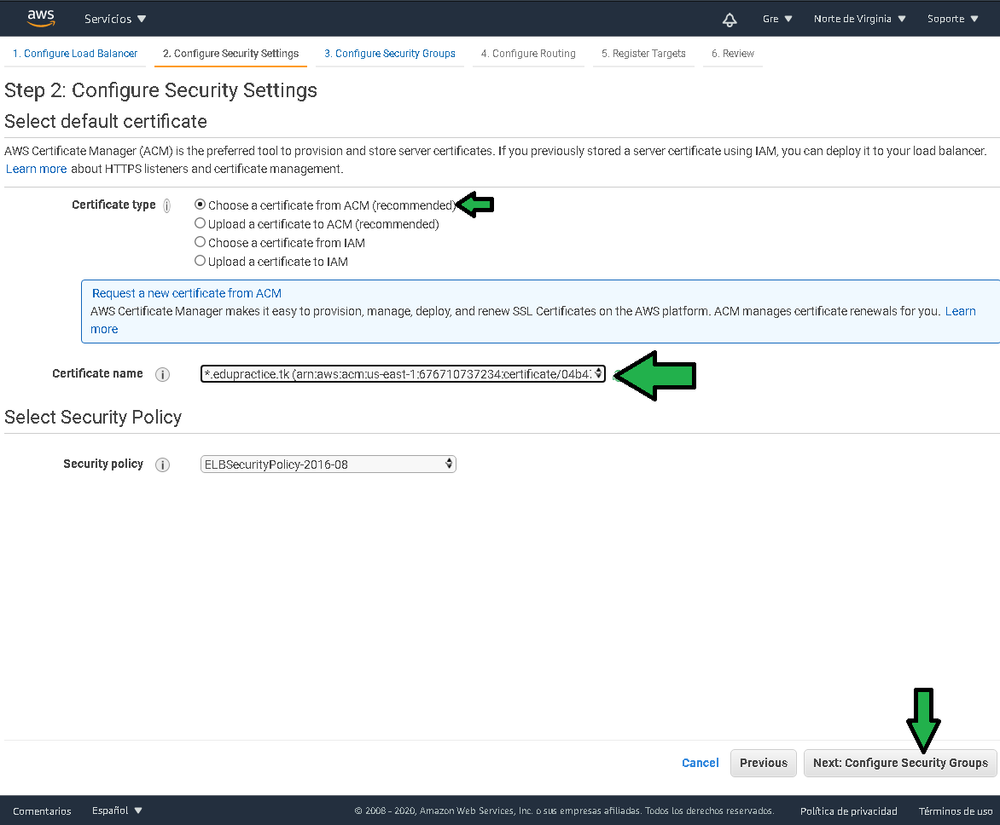 aws Servicios Gre Norte de Virginia Soporte
1. Configure Load Balancer 2. Configure Security Settings 3. Configure Security Groups 4. Configure Routing 5. Register Targets 6. Review
Step 2: Configure Security Settings
Select default certificate
AWS Certificate Manager (ACM) is the preferred tool to provision and store server certificates. If you previously stored a server certificate using IAM, you can deploy it to your load balancer.
Learn more about HTTPS listeners and certificate management.
Certificate type i Choose a certificate from ACM (recommended)
Upload a certificate to ACM (recommended)
Choose a certificate from IAM
Upload a certificate to IAM
Request a new certificate from ACM
AWS Certificate Manager makes it easy to provision, manage, deploy, and renew SSL Certificates on the AWS platform. ACM manages certificate renewals for you. Learn
more
Certificate name i *.edupractice.tk (arn:aws:acm:us-east-1:676710737234:certificate/04b47
Select Security Policy
Security policy i ELBSecurityPolicy-2016-08
Cancel Previous Next: Configure Security Groups
Comentarios Español © 2008 - 2020, Amazon Web Services, Inc. o sus empresas afiliadas. Todos los derechos reservados. Política de privacidad Términos de uso